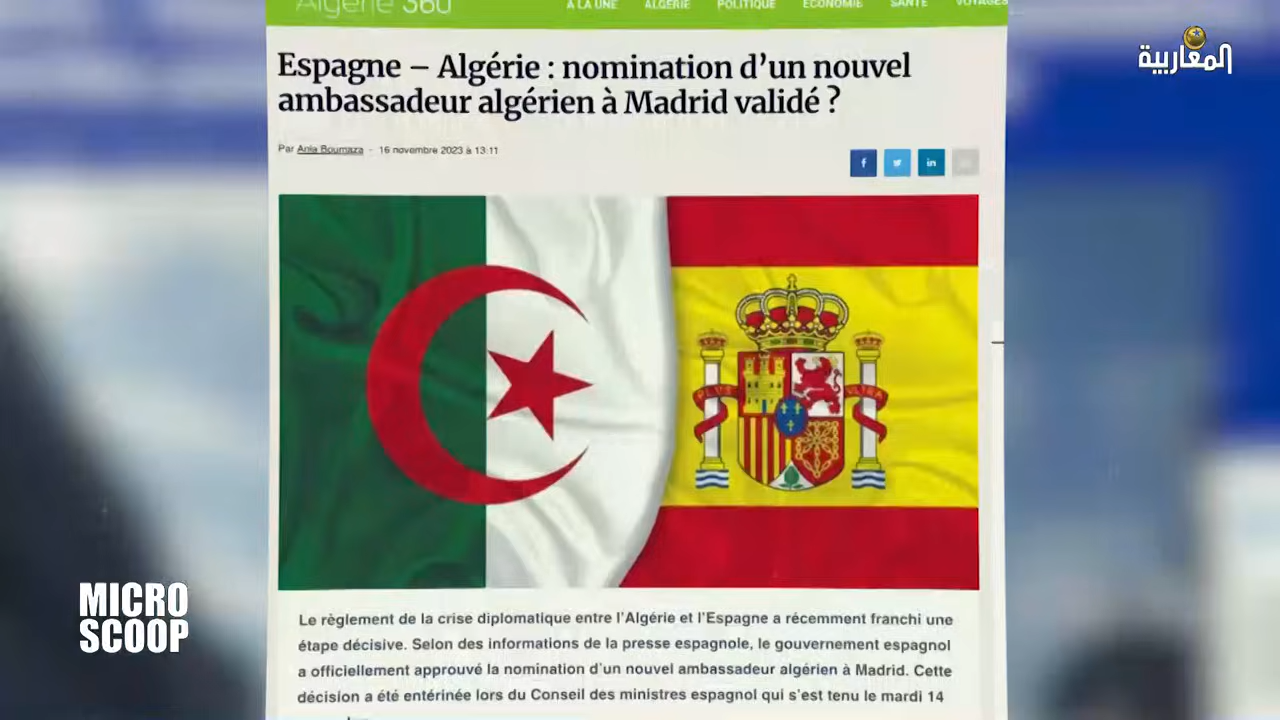 Algérie 360
À LA UNE ALGÉRIE POLITIQUE ÉCONOMIE SANTÉ VOYAGES
المغاربية
Espagne – Algérie : nomination d’un nouvel
ambassadeur algérien à Madrid validé ?
Par Ania Boumaza - 16 novembre 2023 à 13:11
f
in
PLUS ULTRA
MICRO
SCOOP
Le règlement de la crise diplomatique entre l’Algérie et l’Espagne a récemment franchi une
étape décisive. Selon des informations de la presse espagnole, le gouvernement espagnol
a officiellement approuvé la nomination d’un nouvel ambassadeur algérien à Madrid. Cette
décision a été entérinée lors du Conseil des ministres espagnol qui s’est tenu le mardi 14